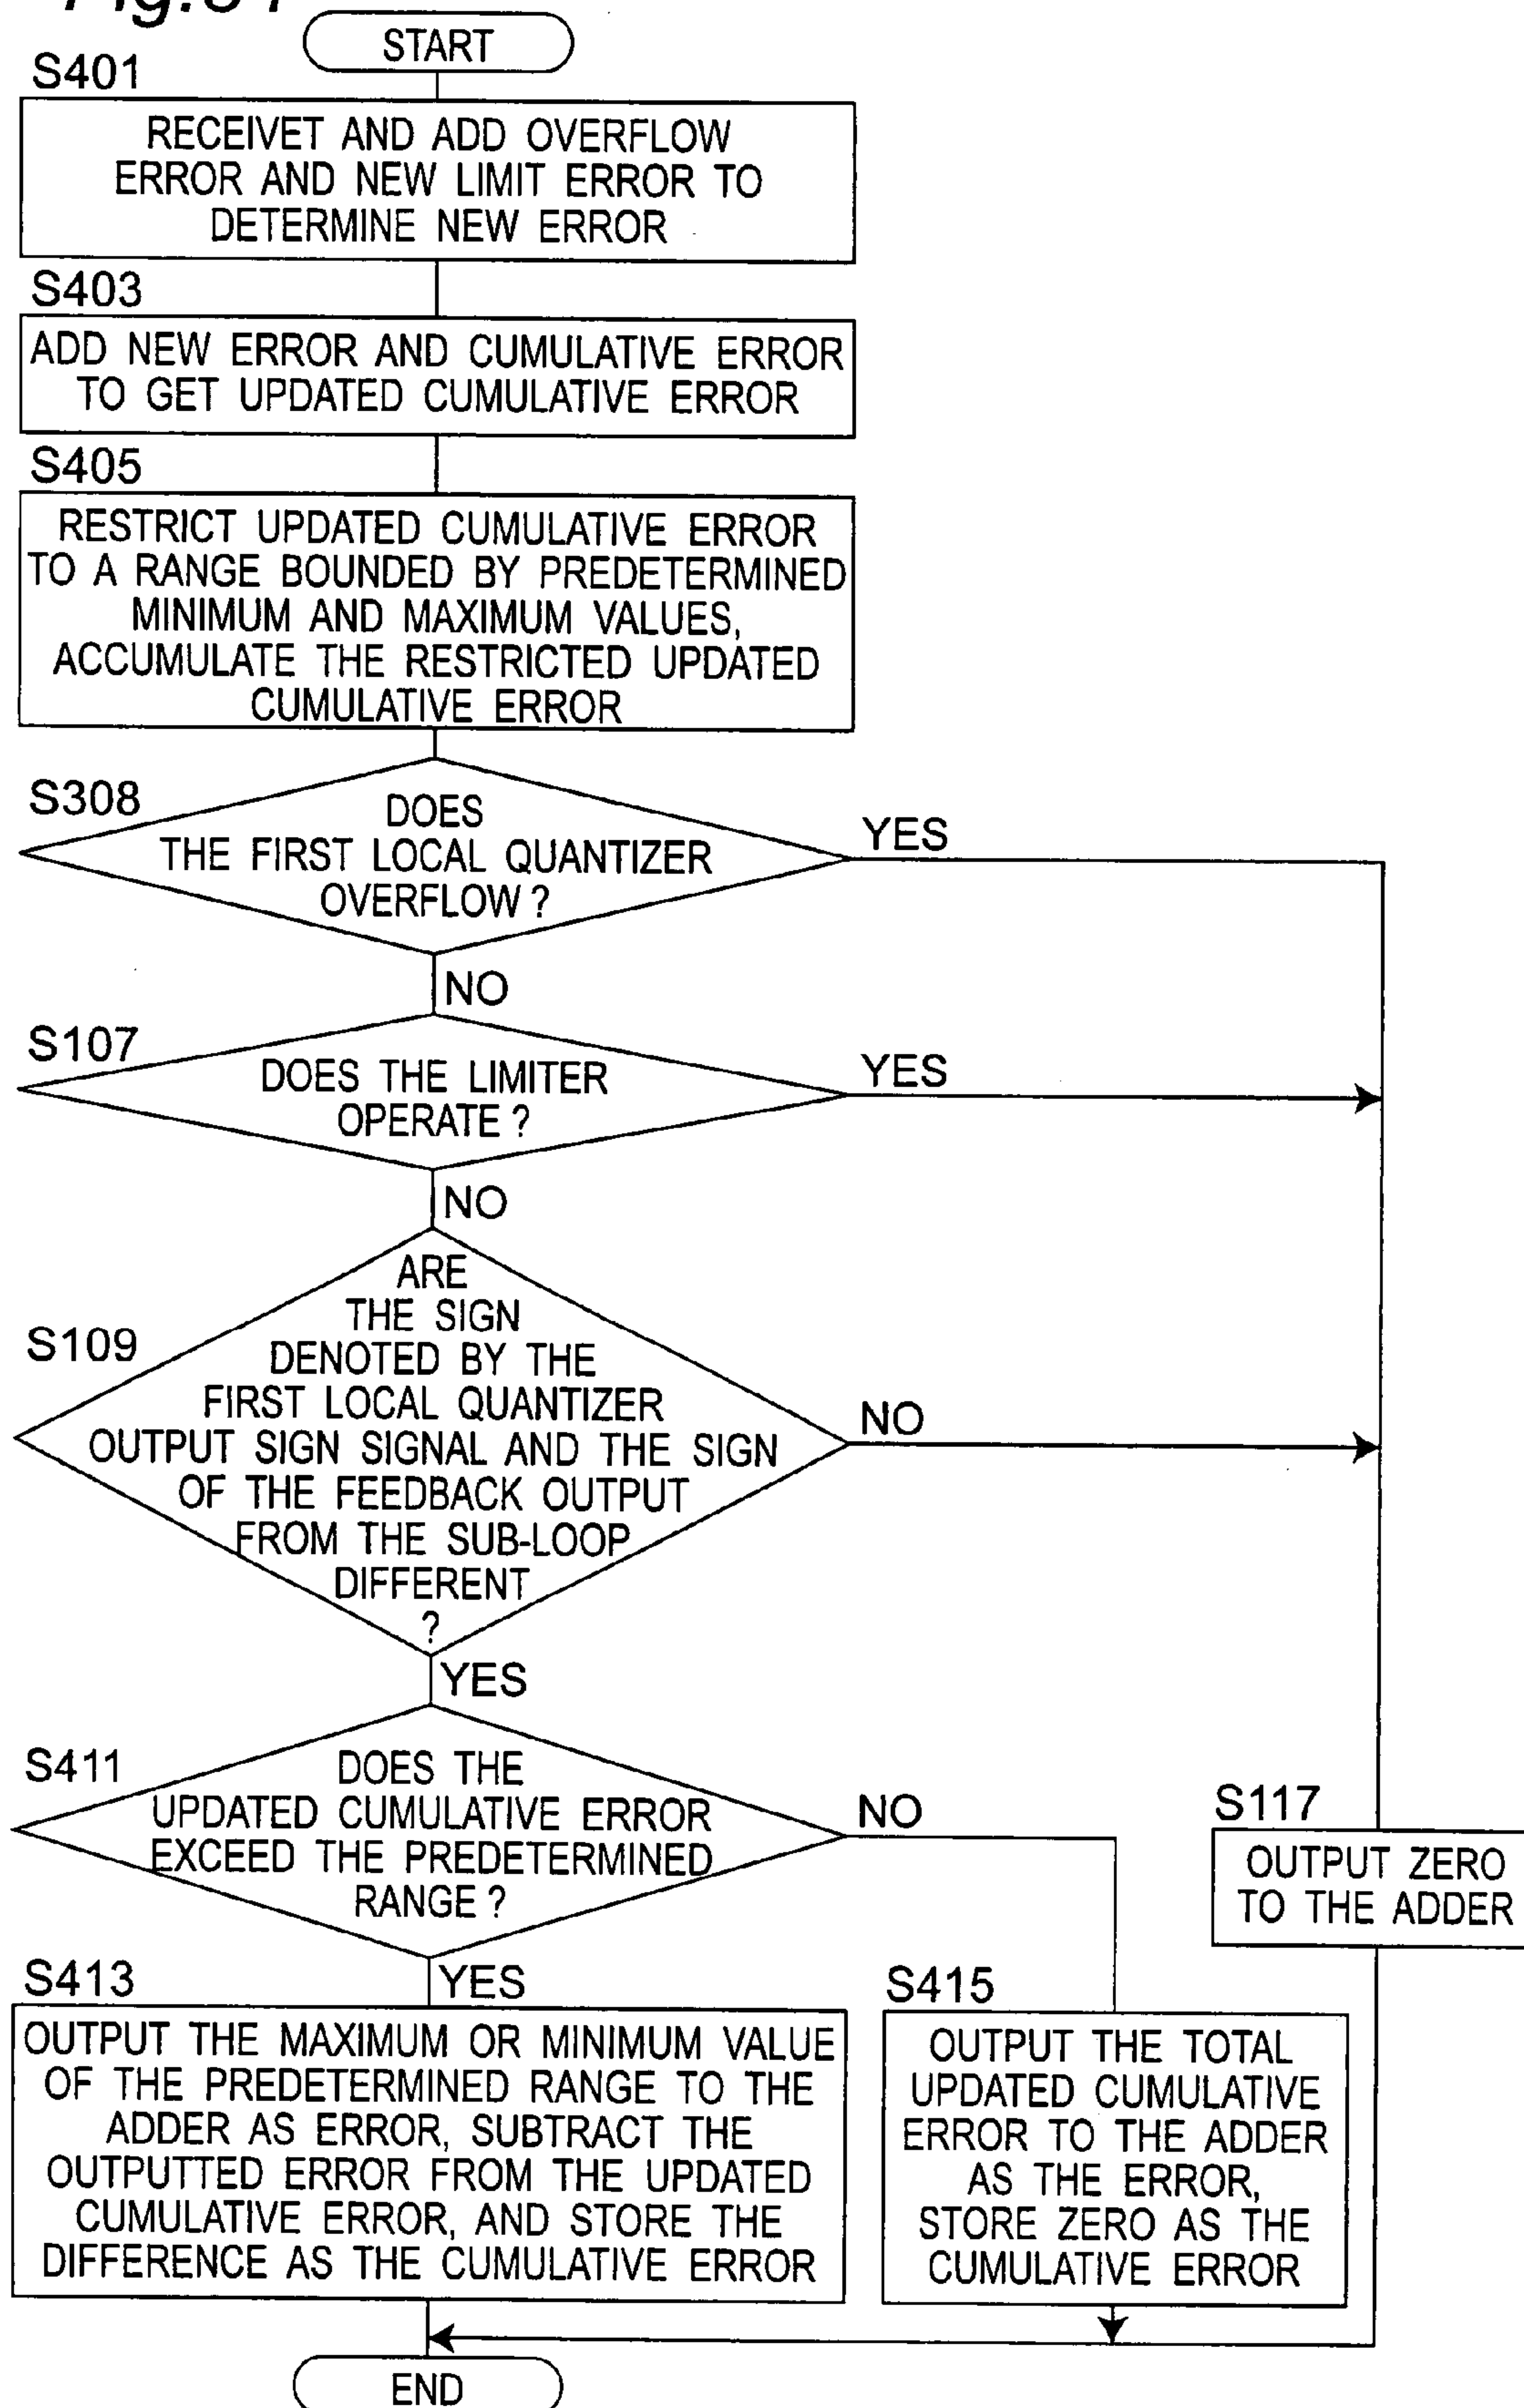 START
S401
RECEIVET AND ADD OVERFLOW
ERROR AND NEW LIMIT ERROR TO
DETERMINE NEW ERROR
S403
ADD NEW ERROR AND CUMULATIVE ERROR
TO GET UPDATED CUMULATIVE ERROR
S405
RESTRICT UPDATED CUMULATIVE ERROR
TO A RANGE BOUNDED BY PREDETERMINED
MINIMUM AND MAXIMUM VALUES,
ACCUMULATE THE RESTRICTED UPDATED
CUMULATIVE ERROR
S308
DOES
THE FIRST LOCAL QUANTIZER
OVERFLOW?
YES
NO
S107
DOES THE LIMITER
OPERATE?
YES
NO
S109
ARE
THE SIGN
DENOTED BY THE
FIRST LOCAL QUANTIZER
OUTPUT SIGN SIGNAL AND THE SIGN
OF THE FEEDBACK OUTPUT
FROM THE SUB-LOOP
DIFFERENT
?
NO
YES
S411
DOES THE
UPDATED CUMULATIVE ERROR
EXCEED THE PREDETERMINED
RANGE?
NO
YES
S117
OUTPUT ZERO
TO THE ADDER
S413
OUTPUT THE MAXIMUM OR MINIMUM VALUE
OF THE PREDETERMINED RANGE TO THE
ADDER AS ERROR, SUBTRACT THE
OUTPUTTED ERROR FROM THE UPDATED
CUMULATIVE ERROR, AND STORE THE
DIFFERENCE AS THE CUMULATIVE ERROR
S415
OUTPUT THE TOTAL
UPDATED CUMULATIVE
ERROR TO THE ADDER
AS THE ERROR,
STORE ZERO AS THE
CUMULATIVE ERROR
END